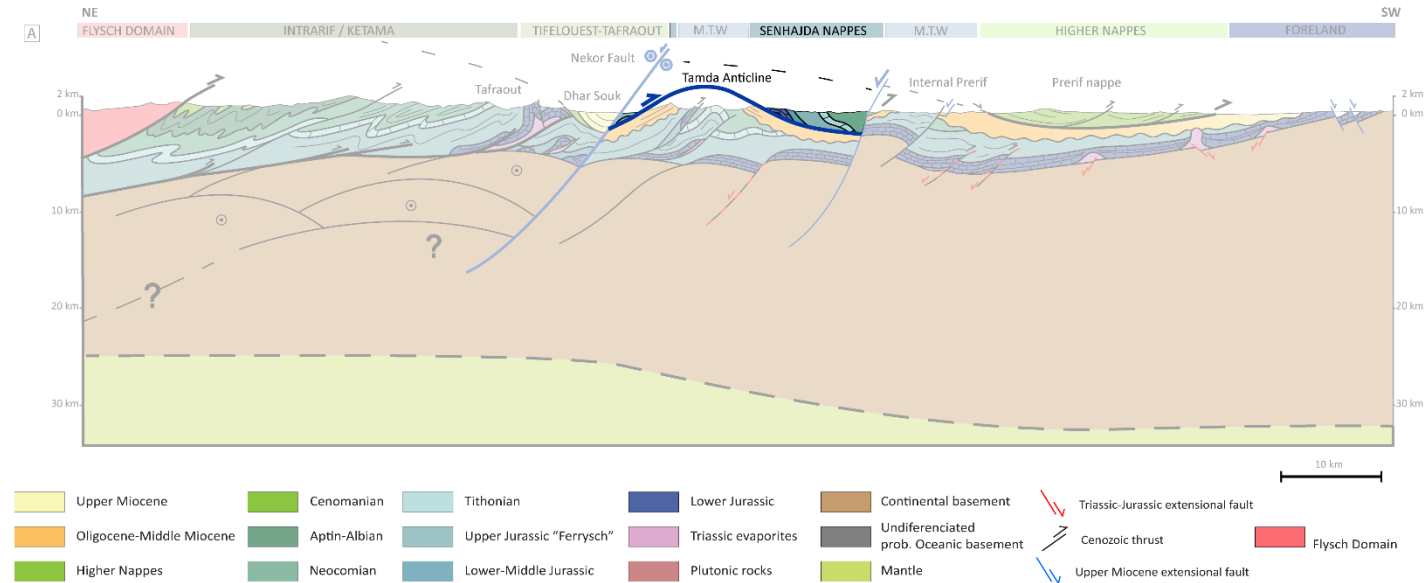 NE
SW
A
FLYSCH DOMAIN
INTRARIF / KETAMA
TIFELOUEST-TAFRAOUT
M.T.W
SENHAJDA NAPPES
M.T.W
HIGHER NAPPES
FORELAND
Nekor Fault
Tafraout
Dhar Souk
Tamda Anticline
Internal Prerif
Prerif nappe
2 km
0 km
10 km
20 km
30 km
2 km
0 km
10 km
20 km
30 km
?
?
10 km
Upper Miocene
Oligocene-Middle Miocene
Higher Nappes
Cenomanian
Aptin-Albian
Neocomian
Tithonian
Upper Jurassic "Ferrysch"
Lower-Middle Jurassic
Lower Jurassic
Triassic evaporites
Plutonic rocks
Continental basement
Undiferenciated
prob. Oceanic basement
Mantle
Triassic-Jurassic extensional fault
Cenozoic thrust
Upper Miocene extensional fault
Flysch Domain